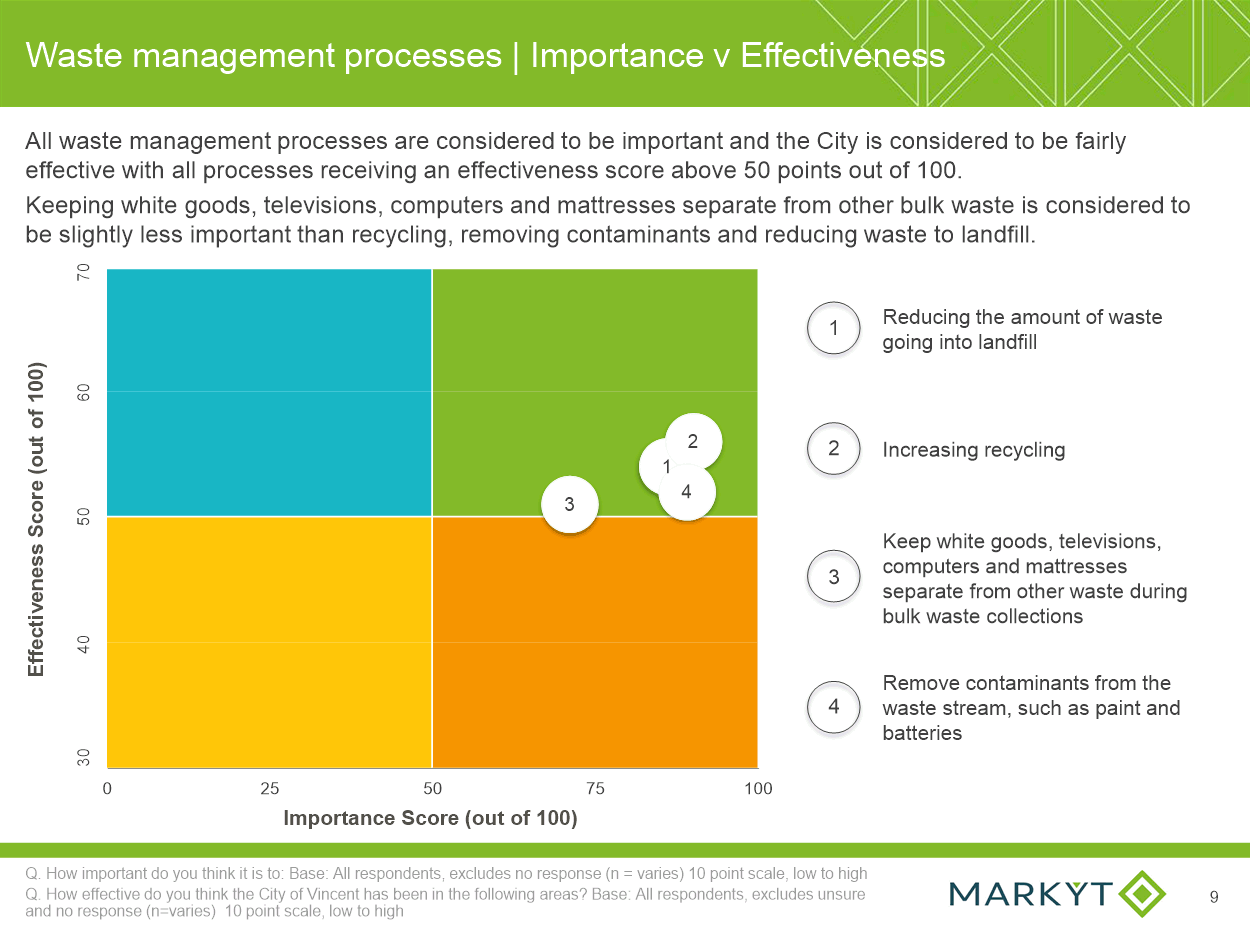 Waste management processes | Importance v Effectiveness
All waste management processes are considered to be important and the City is considered to be fairly
effective with all processes receiving an effectiveness score above 50 points out of 100.
Keeping white goods, televisions, computers and mattresses separate from other bulk waste is considered to
be slightly less important than recycling, removing contaminants and reducing waste to landfill.
Effectiveness Score (out of 100)
70
60
50
40
30
2
1
4
3
0 25 50 75 100
Importance Score (out of 100)
1
Reducing the amount of waste
going into landfill
2
Increasing recycling
3
Keep white goods, televisions,
computers and mattresses
separate from other waste during
bulk waste collections
4
Remove contaminants from the
waste stream, such as paint and
batteries
Q. How important do you think it is to: Base: All respondents, excludes no response (n = varies) 10 point scale, low to high
Q. How effective do you think the City of Vincent has been in the following areas? Base: All respondents, excludes unsure
and no response (n=varies)  10 point scale, low to high
MARKYT
9